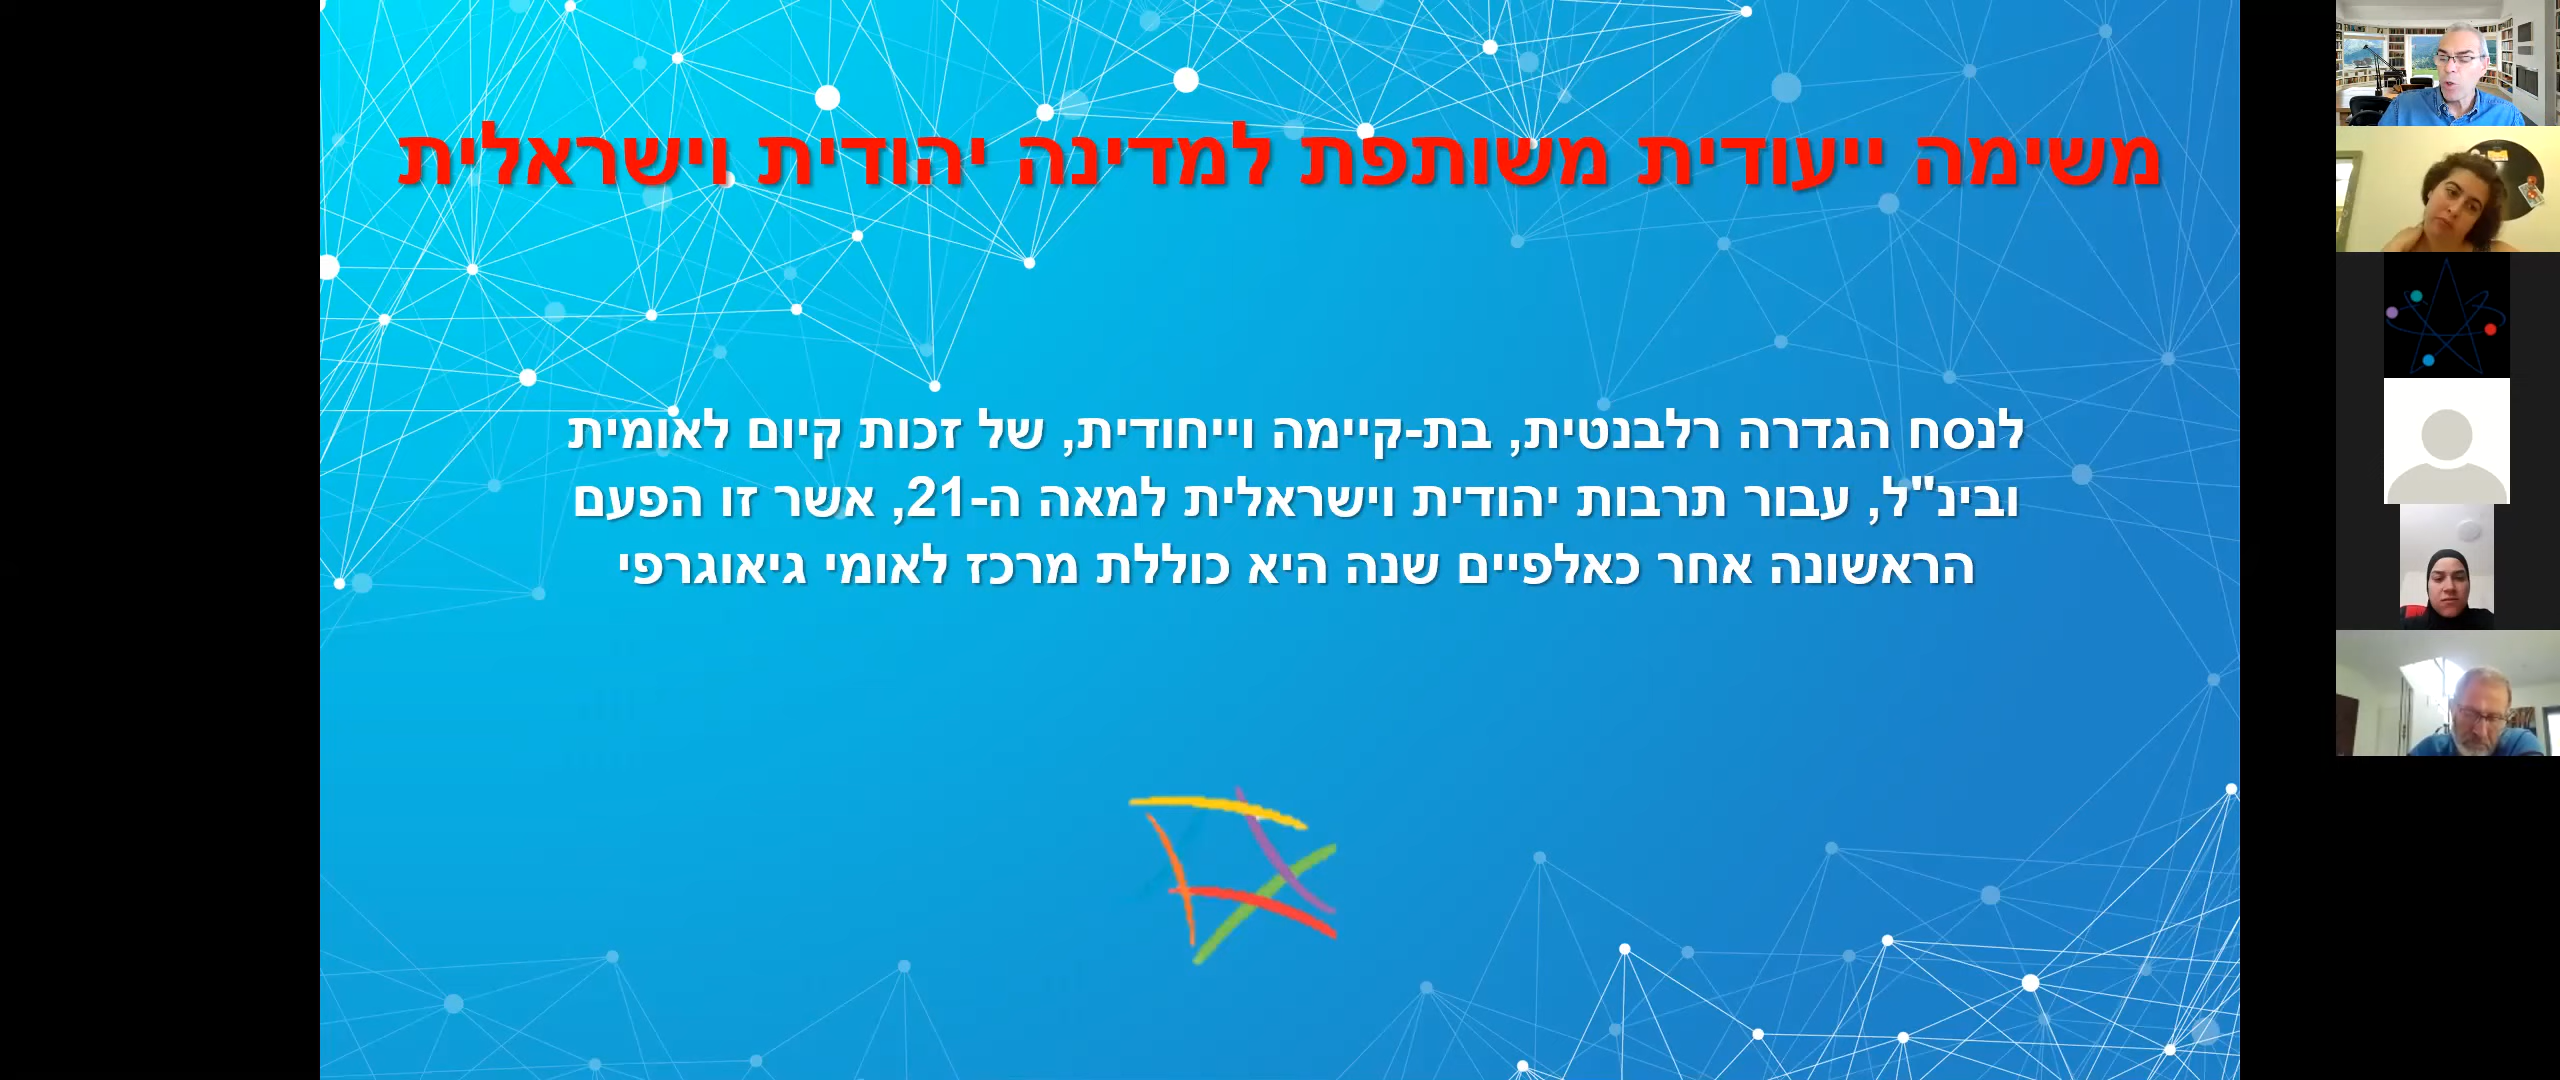 משימה ייעודית משותפת למדינה יהודית וישראלית
לנסח הגדרה רלבנטית, בת-קיימה וייחודית, של זכות קיום לאומית
ובינ"ל, עבור תרבות יהודית וישראלית למאה ה-21, אשר זו הפעם
הראשונה אחר כאלפיים שנה היא כוללת מרכז לאומי גיאוגרפי